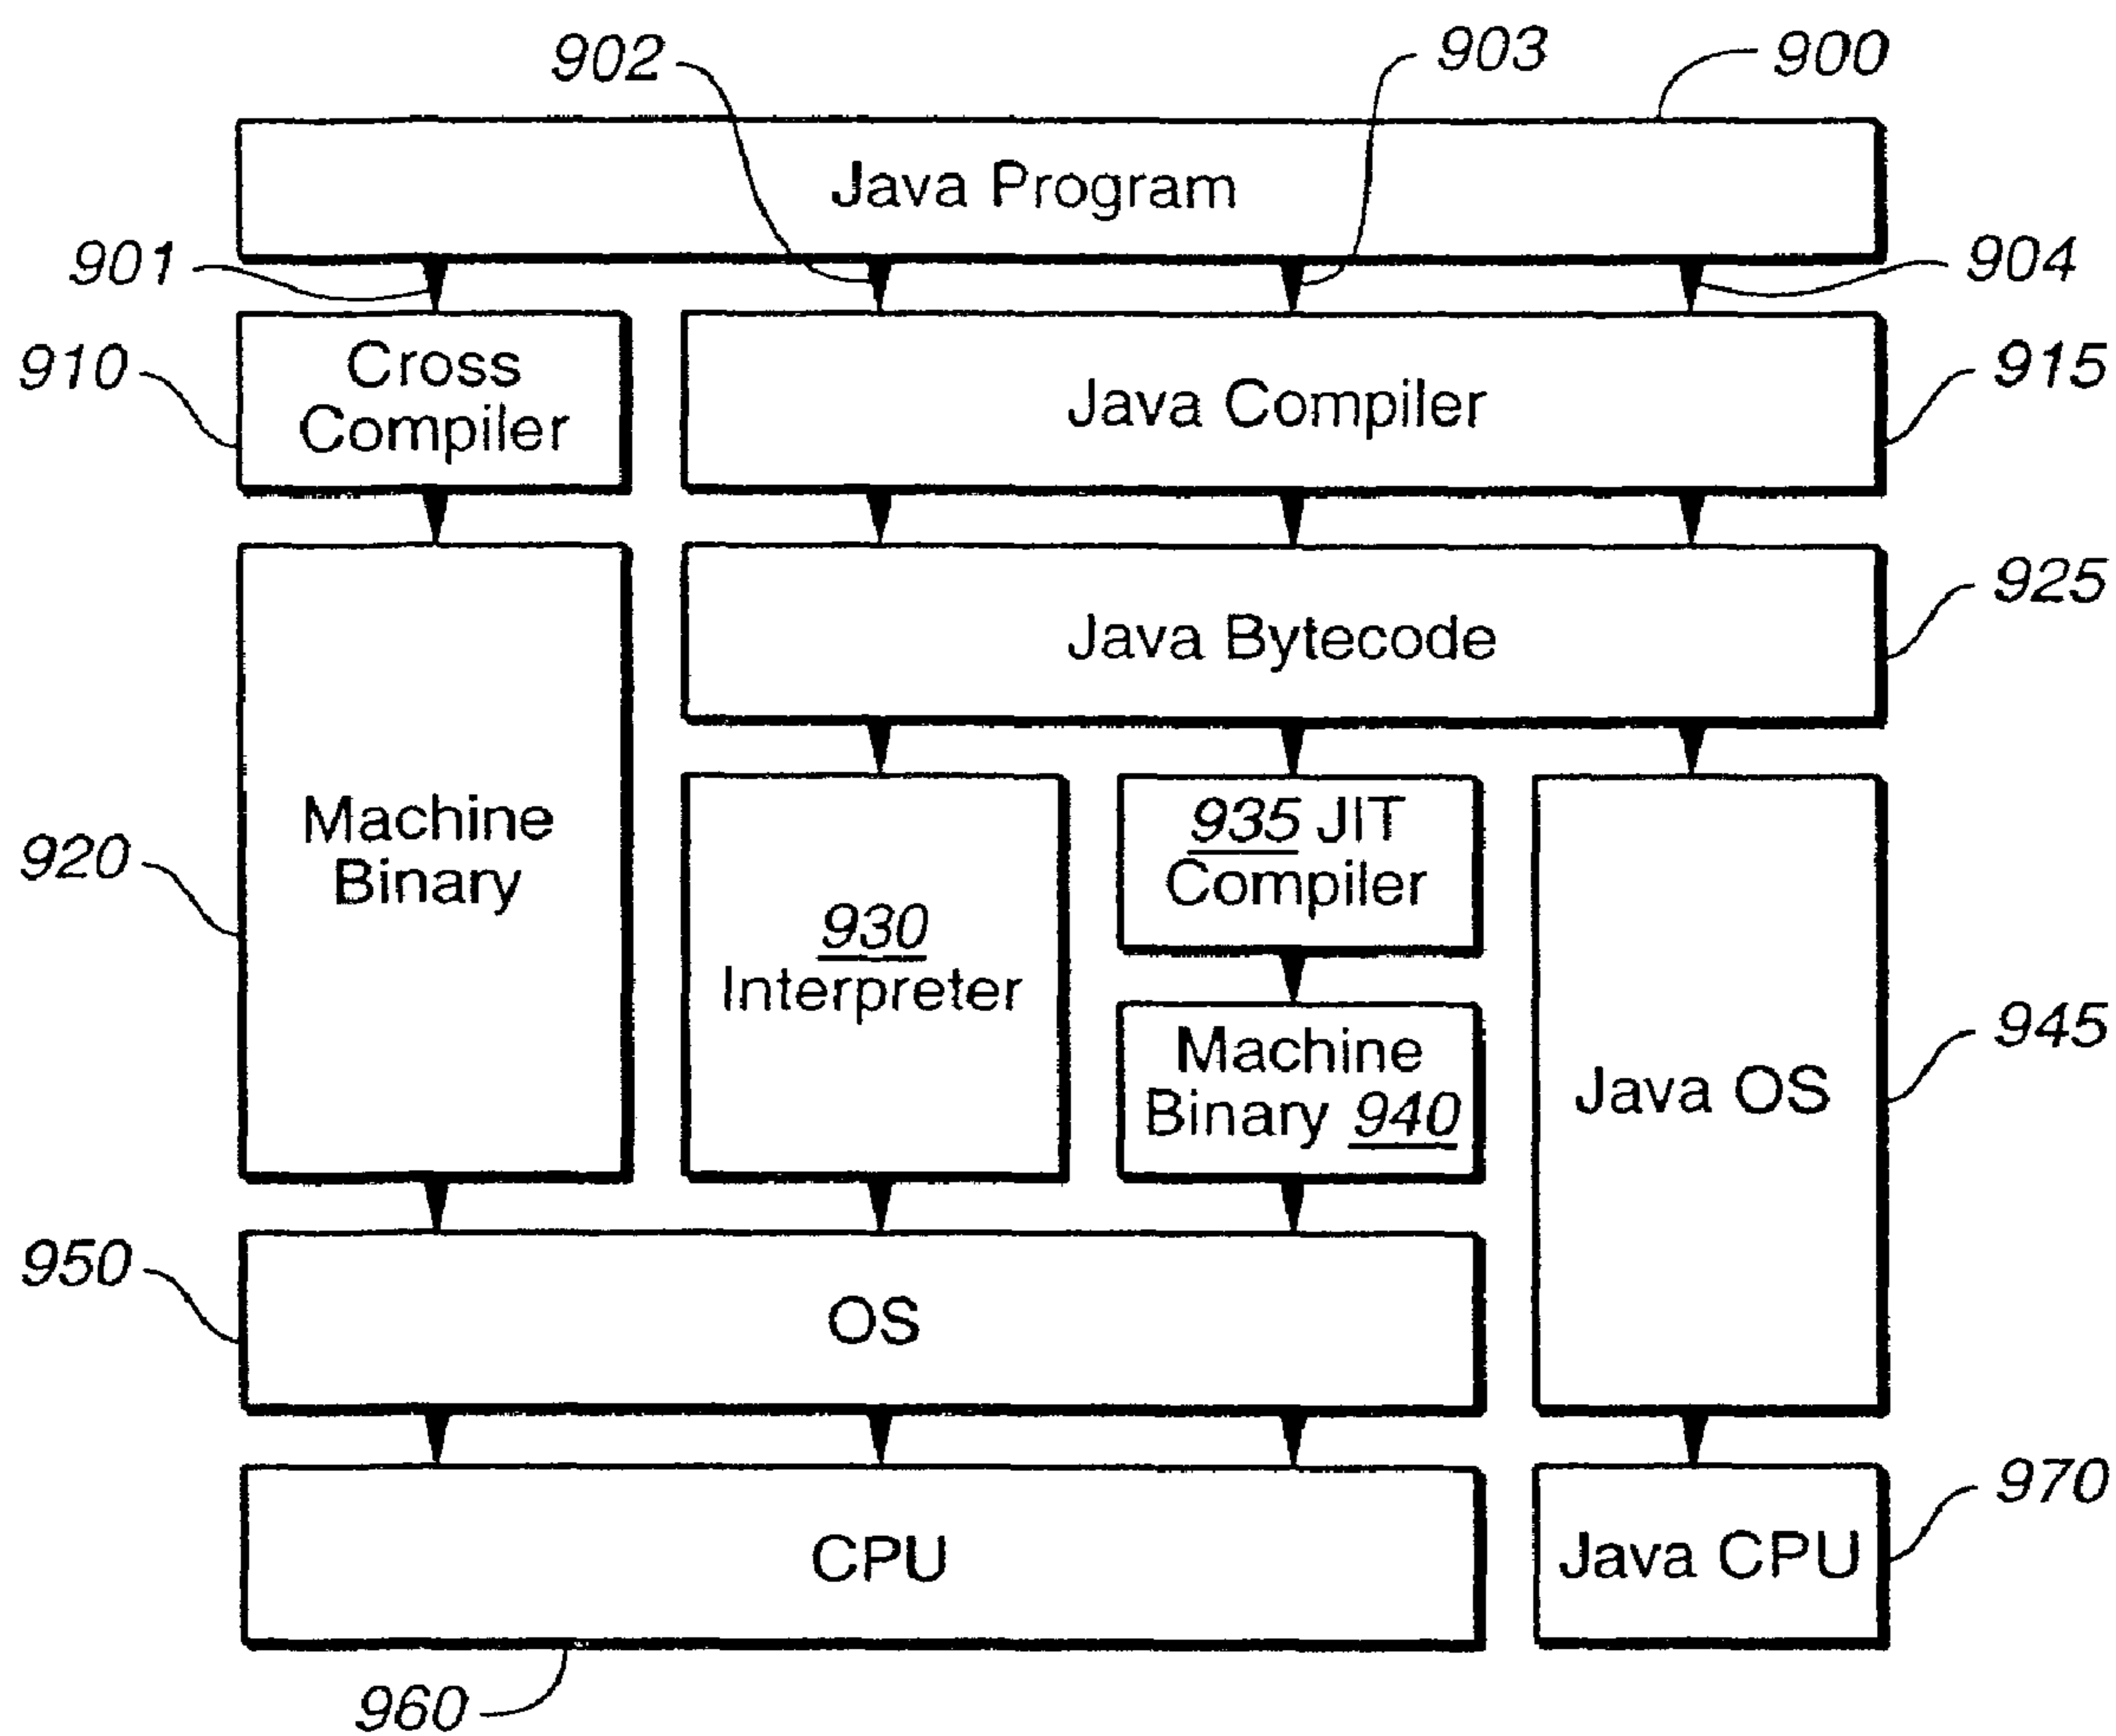 902
903
900
Java Program
901
904
910
Cross
Compiler
Java Compiler
915
Java Bytecode
925
920
Machine
Binary
930
Interpreter
935 JIT
Compiler
Machine
Binary 940
Java OS
945
950
OS
CPU
Java CPU
970
960